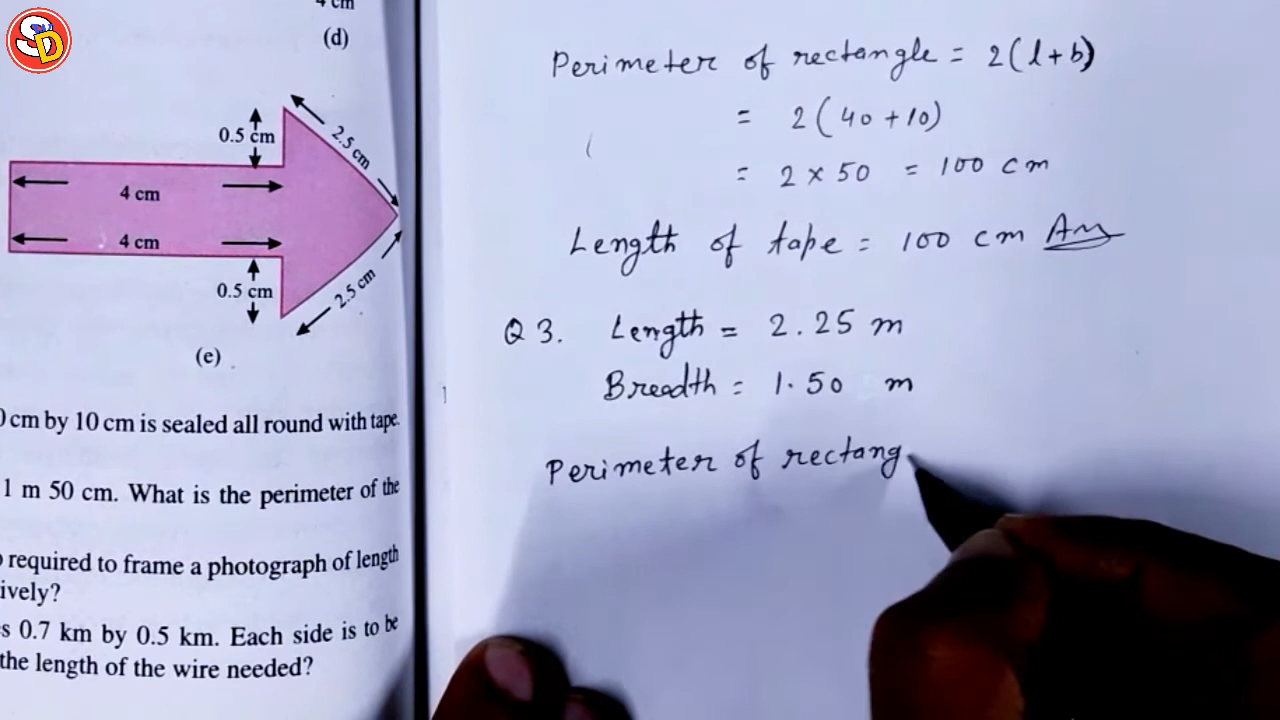 SD
4 cm
(d)
0.5 cm
2.5 cm
4 cm
4 cm
0.5 cm
2.5 cm
(e)
cm by 10 cm is sealed all round with tape.
1 m 50 cm. What is the perimeter of the
required to frame a photograph of length
ively?
s 0.7 km by 0.5 km. Each side is to be
the length of the wire needed?
Perimeter of rectangle = 2(l+b)
= 2(40+10)
= 2 × 50 = 100 cm
Length of tape = 100 cm Ans
Q 3. Length = 2.25 m
Breadth = 1.50 m
Perimeter of rectang